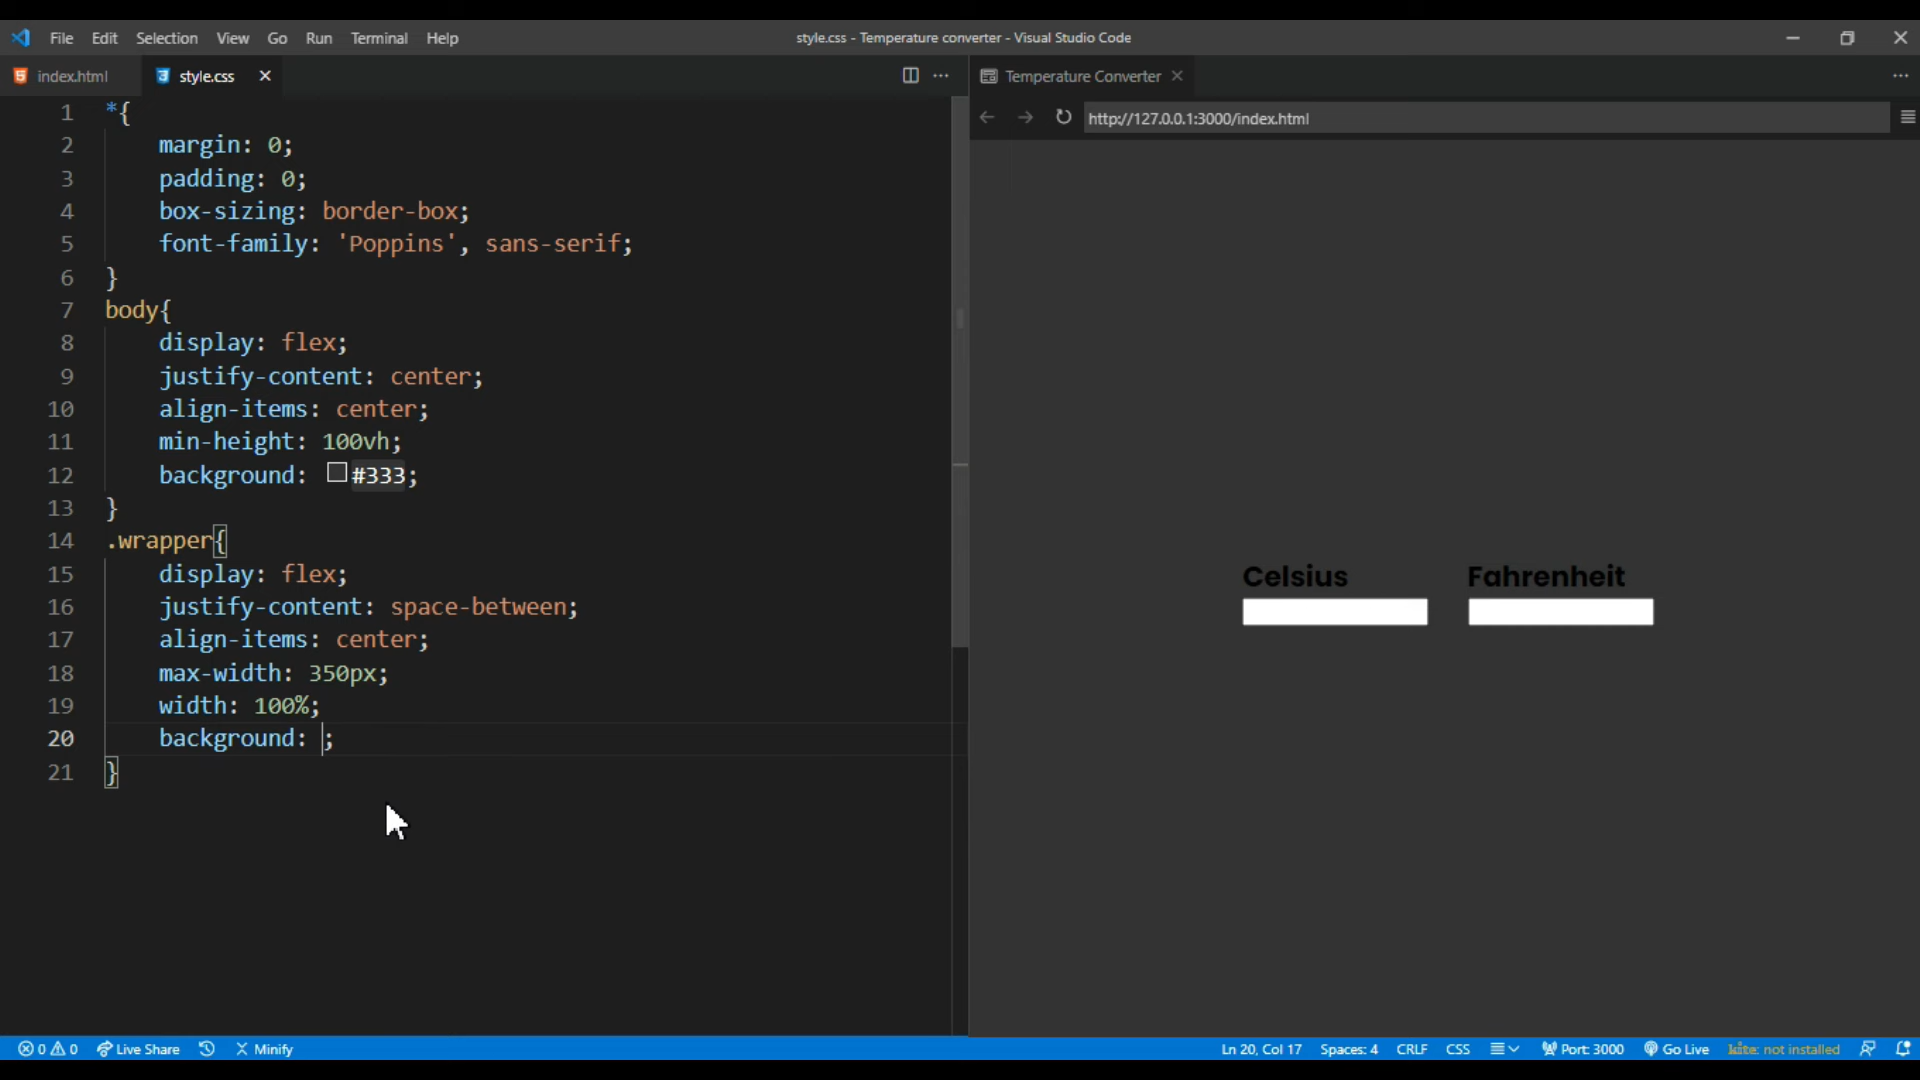 File Edit Selection View Go Run Terminal Help
style.css - Temperature converter - Visual Studio Code
index.html
style.css
Temperature Converter
http://127.0.0.1:3000/index.html
1 *{
2 margin: 0;
3 padding: 0;
4 box-sizing: border-box;
5 font-family: 'Poppins', sans-serif;
6 }
7 body{
8 display: flex;
9 justify-content: center;
10 align-items: center;
11 min-height: 100vh;
12 background: #333;
13 }
14 .wrapper{
15 display: flex;
16 justify-content: space-between;
17 align-items: center;
18 max-width: 350px;
19 width: 100%;
20 background: ;
21 }
Celsius Fahrenheit
0 0 Live Share Minify
Ln 20, Col 17 Spaces: 4 CRLF CSS Port: 3000 Go Live kite: not installed